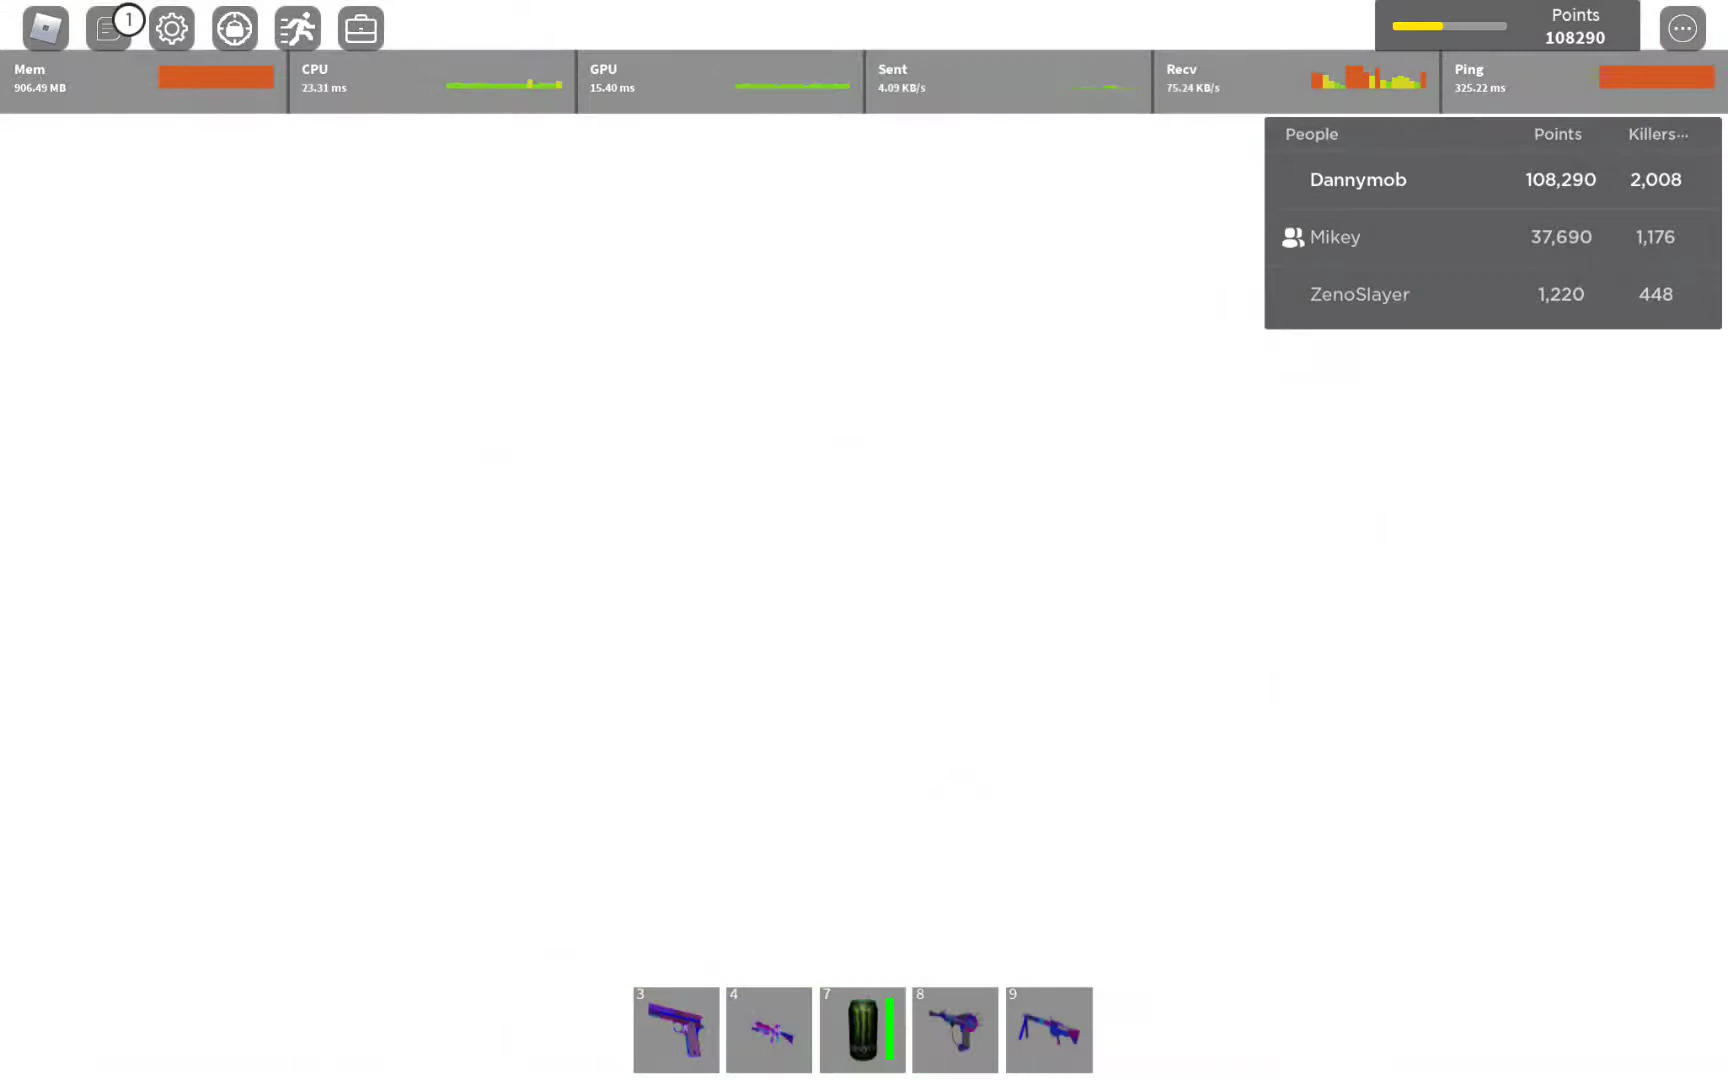 1
Points
108290
Mem
906.49 MB
CPU
23.31 ms
GPU
15.40 ms
Sent
4.09 KB/s
Recv
75.24 KB/s
Ping
325.22 ms
People Points Killers...
Dannymob 108,290 2,008
Mikey 37,690 1,176
ZenoSlayer 1,220 448
3 4 7 8 9